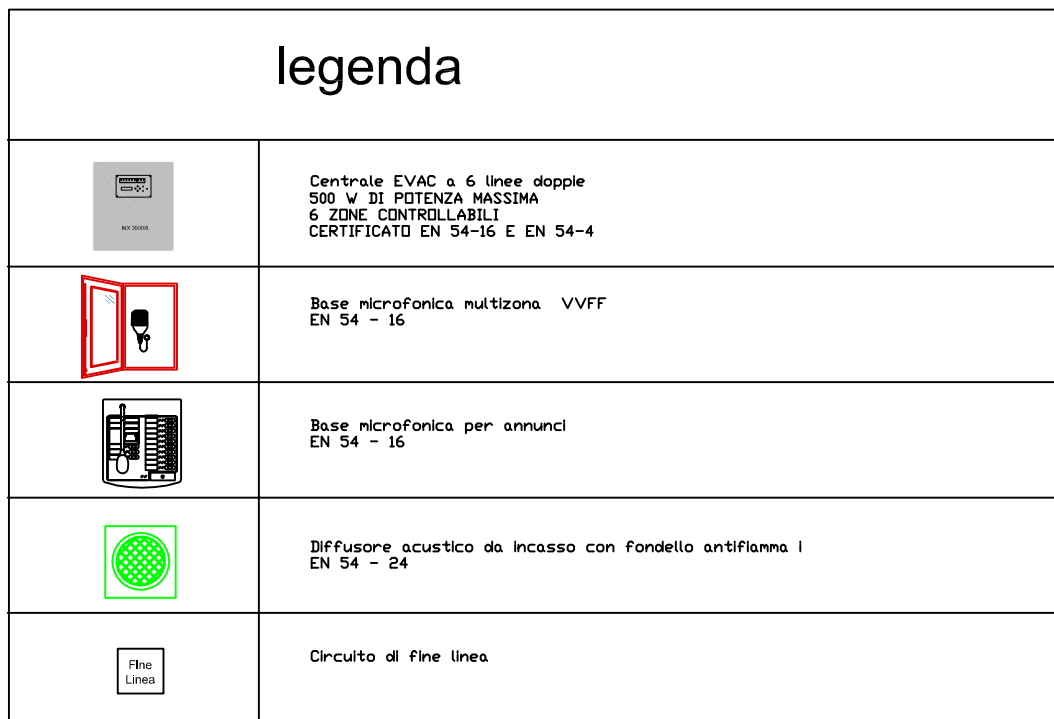 legenda
MX 3500/6
Centrale EVAC a 6 linee doppie
500 W DI POTENZA MASSIMA
6 ZONE CONTROLLABILI
CERTIFICATO EN 54-16 E EN 54-4
Base microfonica multizona VVFF
EN 54 - 16
Base microfonica per annunci
EN 54 - 16
Diffusore acustico da incasso con fondello antifiamma i
EN 54 - 24
Fine
Linea
Circuito di fine linea